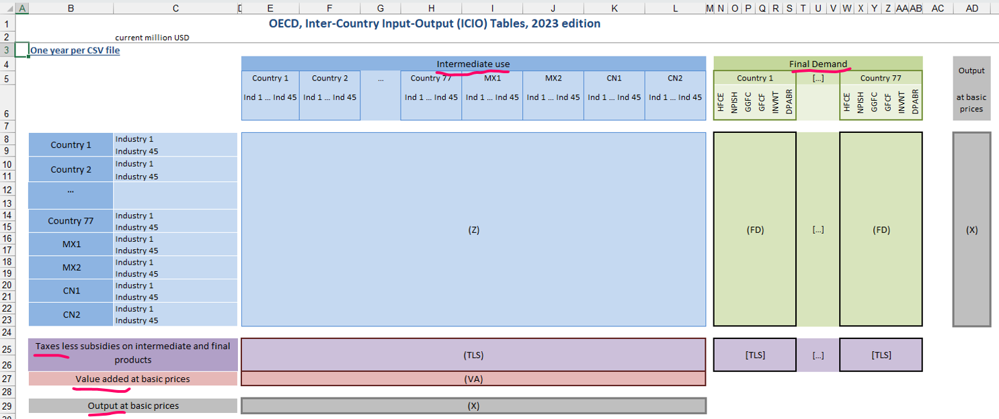 A B C D E F G H I J K L M N O P Q R S T U V W X Y Z AA AB AC AD
1 OECD, Inter-Country Input-Output (ICIO) Tables, 2023 edition
2 current million USD
3 One year per CSV file
4 Intermediate use Final Demand
Output
5 Country 1 Country 2 ... Country 77 MX1 MX2 CN1 CN2 Country 1 [...] Country 77
6 Ind 1 ... Ind 45 Ind 1 ... Ind 45 Ind 1 ... Ind 45 Ind 1 ... Ind 45 Ind 1 ... Ind 45 Ind 1 ... Ind 45 Ind 1 ... Ind 45 HFCE NPISH GGFC GFCF INVNT DPABR HFCE NPISH GGFC GFCF INVNT DPABR
at basic
prices
7
8 Country 1 Industry 1
9 Industry 45
10 Country 2 Industry 1
11 Industry 45
12 ...
13
14 Country 77 Industry 1
15 Industry 45
(Z) (FD) [...] (FD) (X)
16 MX1 Industry 1
17 Industry 45
18 MX2 Industry 1
19 Industry 45
20 CN1 Industry 1
21 Industry 45
22 CN2 Industry 1
23 Industry 45
24
25 Taxes less subsidies on intermediate and final
26 products
(TLS) [TLS] [...] [TLS]
27 Value added at basic prices (VA)
28
29 Output at basic prices (X)